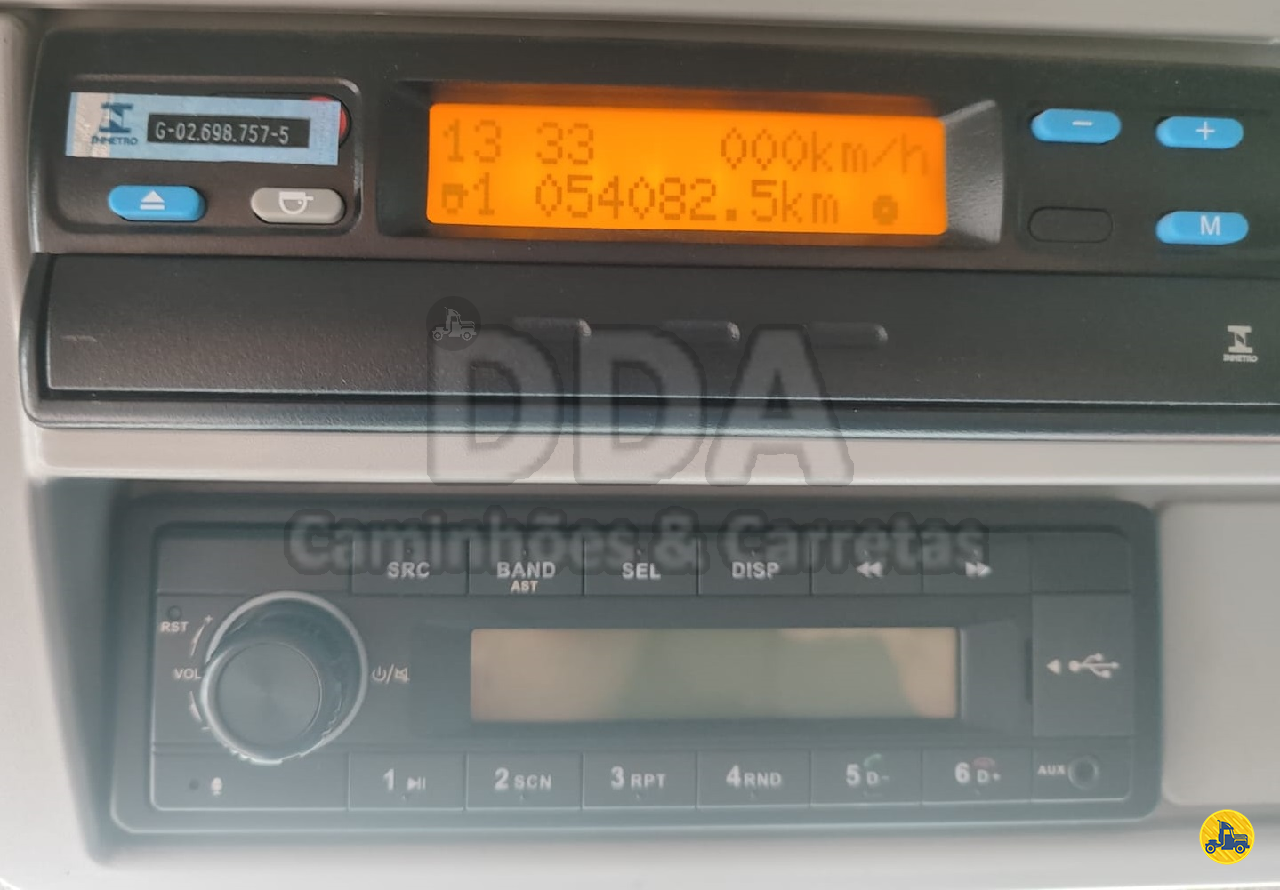 INMETRO G-02.698.757-5
13 33 000km/h
1 054082.5km
- +
M
INMETRO
DDA
Caminhões & Carretas
SRC BAND SEL DISP
AST
RST
VOL
1 2 SCN 3 RPT 4 RND 5 D- 6 D+ AUX